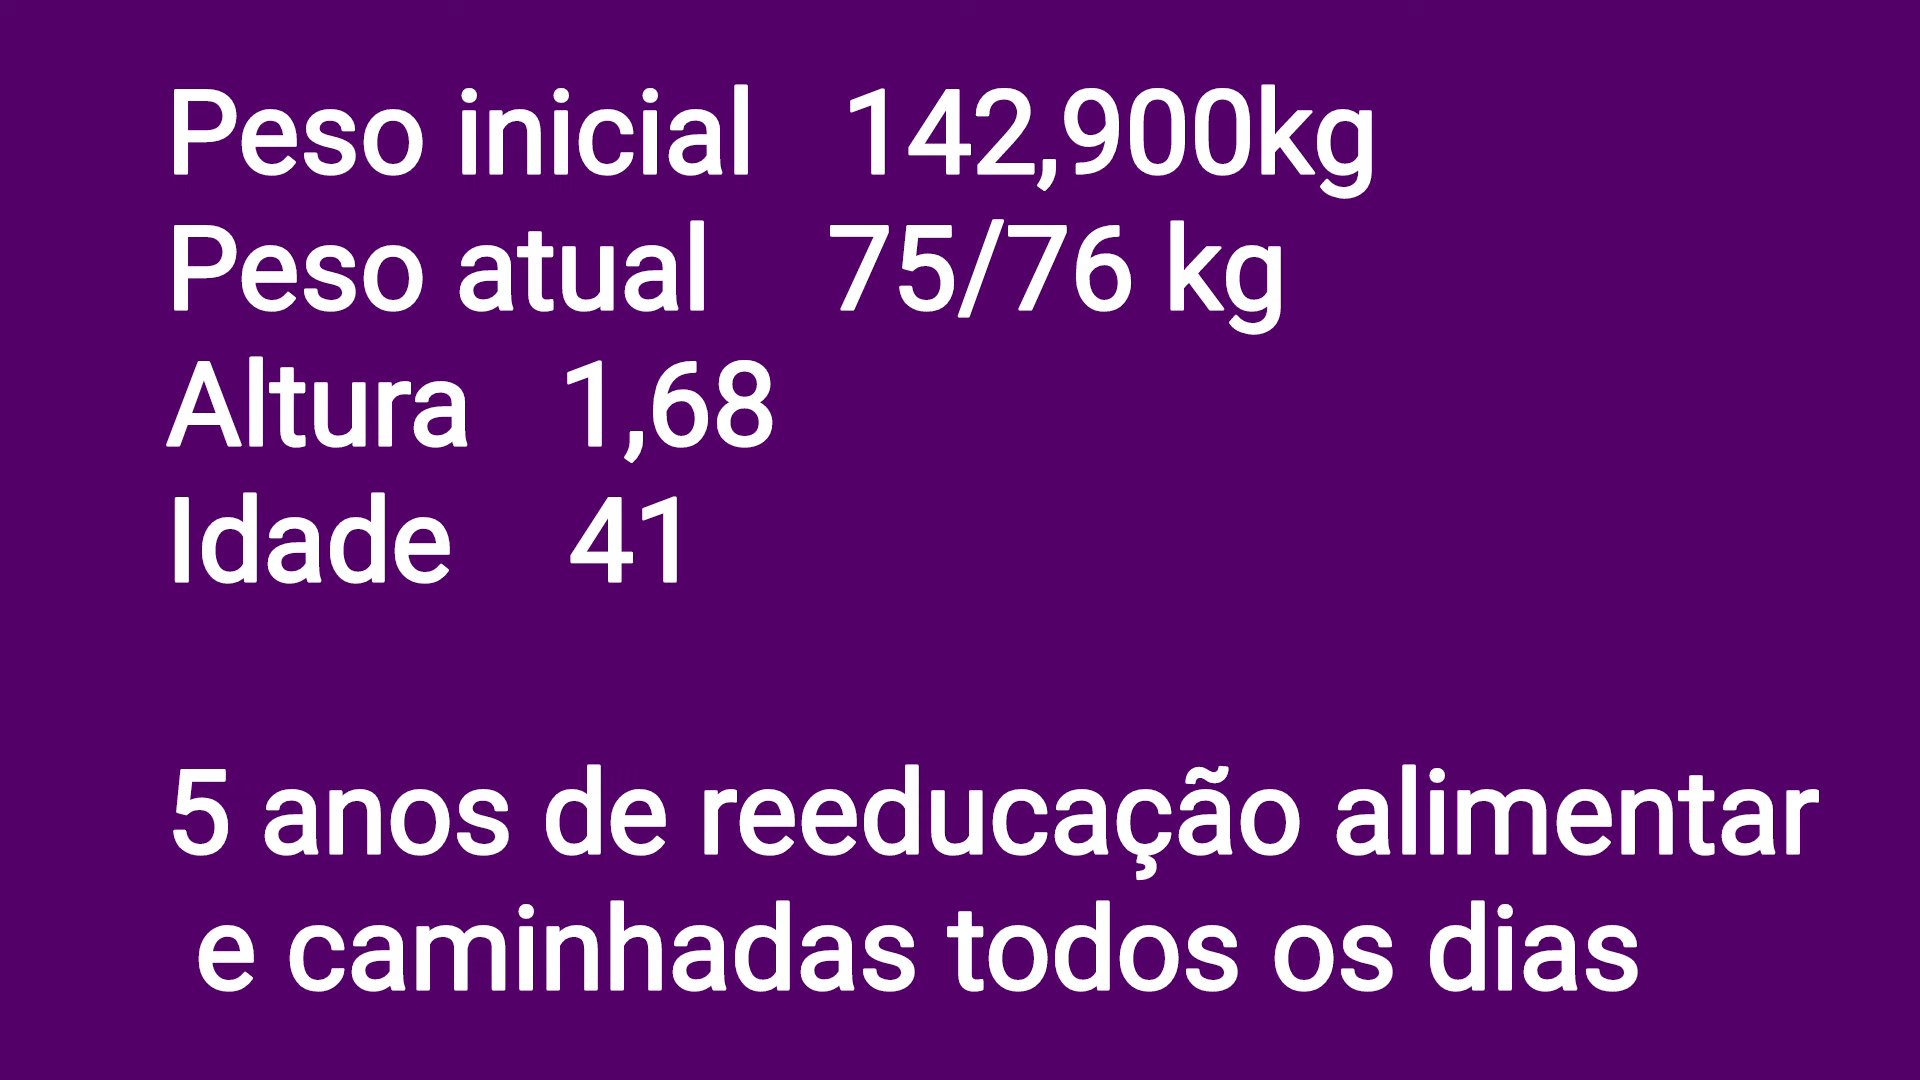 Peso inicial 142,900kg
Peso atual 75/76 kg
Altura 1,68
Idade 41
5 anos de reeducação alimentar
e caminhadas todos os dias